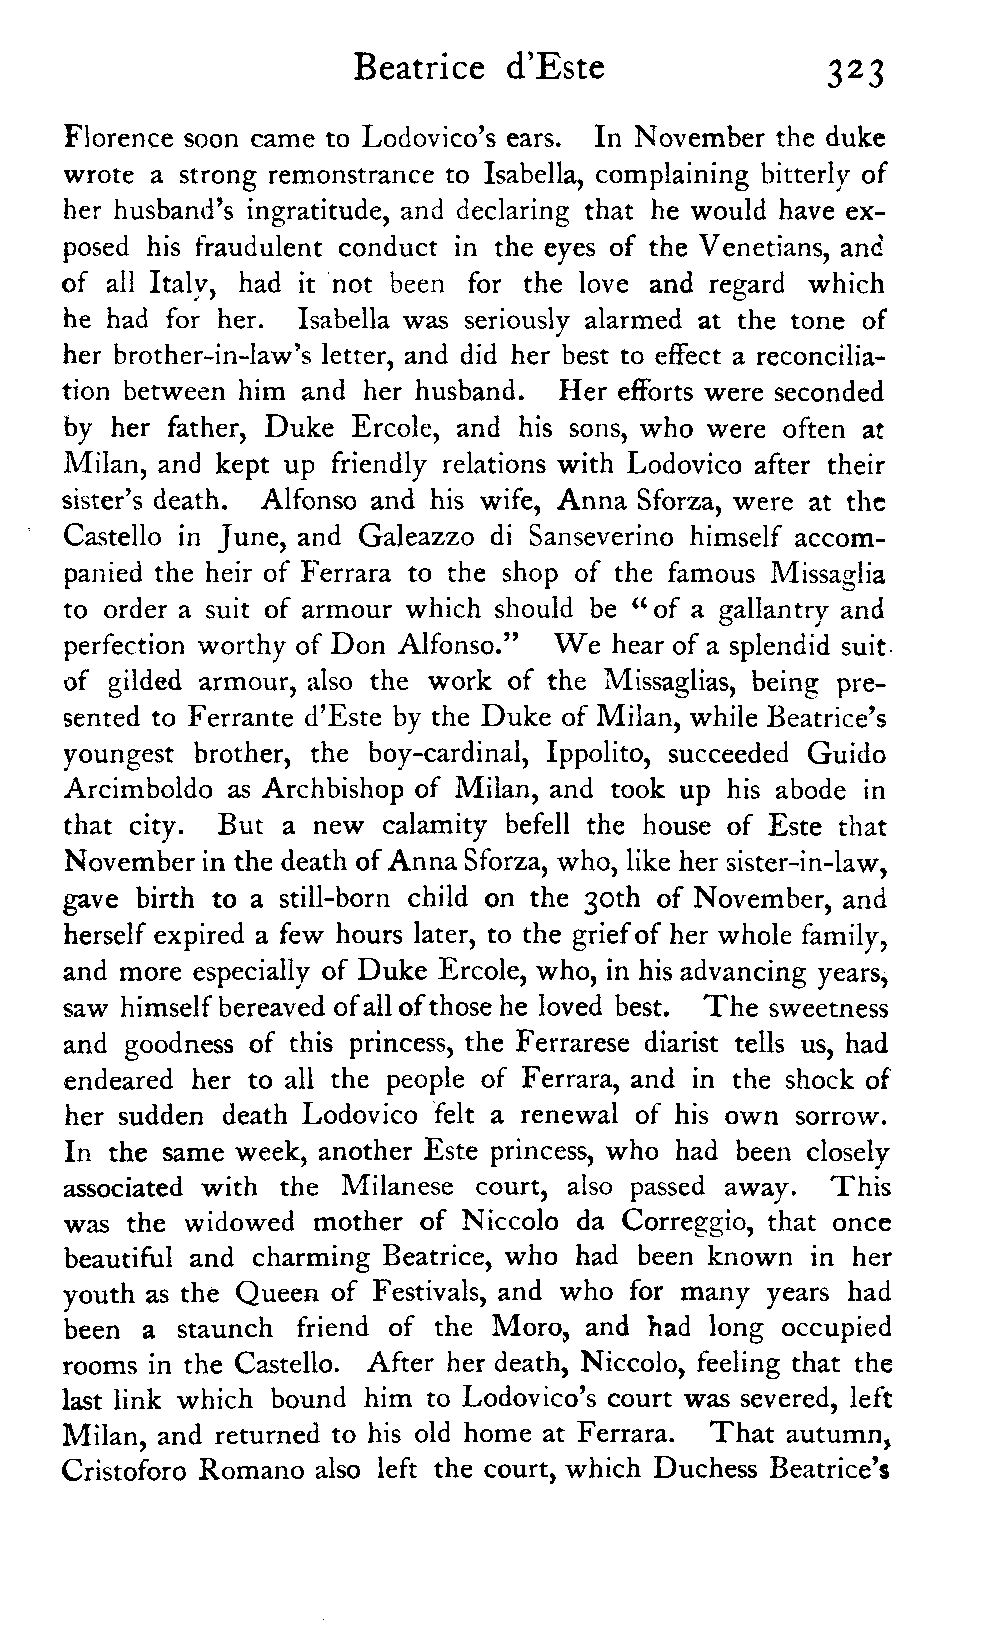 Beatrice d'Este 323
Florence soon came to Lodovico's ears. In November the duke
wrote a strong remonstrance to Isabella, complaining bitterly of
her husband's ingratitude, and declaring that he would have ex-
posed his fraudulent conduct in the eyes of the Venetians, and
of all Italy, had it not been for the love and regard which
he had for her. Isabella was seriously alarmed at the tone of
her brother-in-law's letter, and did her best to effect a reconcilia-
tion between him and her husband. Her efforts were seconded
by her father, Duke Ercole, and his sons, who were often at
Milan, and kept up friendly relations with Lodovico after their
sister's death. Alfonso and his wife, Anna Sforza, were at the
Castello in June, and Galeazzo di Sanseverino himself accom-
panied the heir of Ferrara to the shop of the famous Missaglia
to order a suit of armour which should be "of a gallantry and
perfection worthy of Don Alfonso." We hear of a splendid suit
of gilded armour, also the work of the Missaglias, being pre-
sented to Ferrante d'Este by the Duke of Milan, while Beatrice's
youngest brother, the boy-cardinal, Ippolito, succeeded Guido
Arcimboldo as Archbishop of Milan, and took up his abode in
that city. But a new calamity befell the house of Este that
November in the death of Anna Sforza, who, like her sister-in-law,
gave birth to a still-born child on the 30th of November, and
herself expired a few hours later, to the grief of her whole family,
and more especially of Duke Ercole, who, in his advancing years,
saw himself bereaved of all of those he loved best. The sweetness
and goodness of this princess, the Ferrarese diarist tells us, had
endeared her to all the people of Ferrara, and in the shock of
her sudden death Lodovico felt a renewal of his own sorrow.
In the same week, another Este princess, who had been closely
associated with the Milanese court, also passed away. This
was the widowed mother of Niccolo da Correggio, that once
beautiful and charming Beatrice, who had been known in her
youth as the Queen of Festivals, and who for many years had
been a staunch friend of the Moro, and had long occupied
rooms in the Castello. After her death, Niccolo, feeling that the
last link which bound him to Lodovico's court was severed, left
Milan, and returned to his old home at Ferrara. That autumn,
Cristoforo Romano also left the court, which Duchess Beatrice's